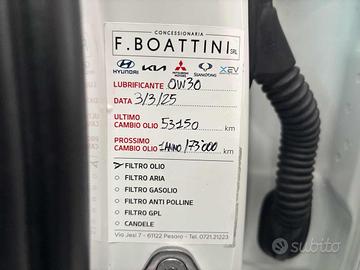 CONCESSIONARIA
F. BOATTINI SRL
HYUNDAI KIA MITSUBISHI MOTORS SSANGYONG XEV
LUBRIFICANTE 0W30
DATA 3/3/25
ULTIMO
CAMBIO OLIO 53150 km
PROSSIMO
CAMBIO OLIO 1ANNO/73000 km
FILTRO OLIO
• FILTRO ARIA
• FILTRO GASOLIO
• FILTRO ANTI POLLINE
• FILTRO GPL
• CANDELE
Via Jesi 7 - 61122 Pesaro - Tel. 0721.21223
subito